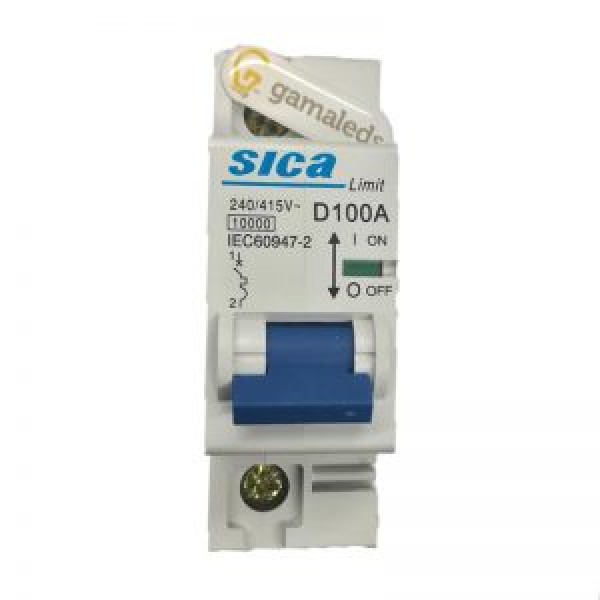 gamaleds
sica
Limit
240/415V~ D100A
10000
IEC60947-2
I ON
1
2
O OFF